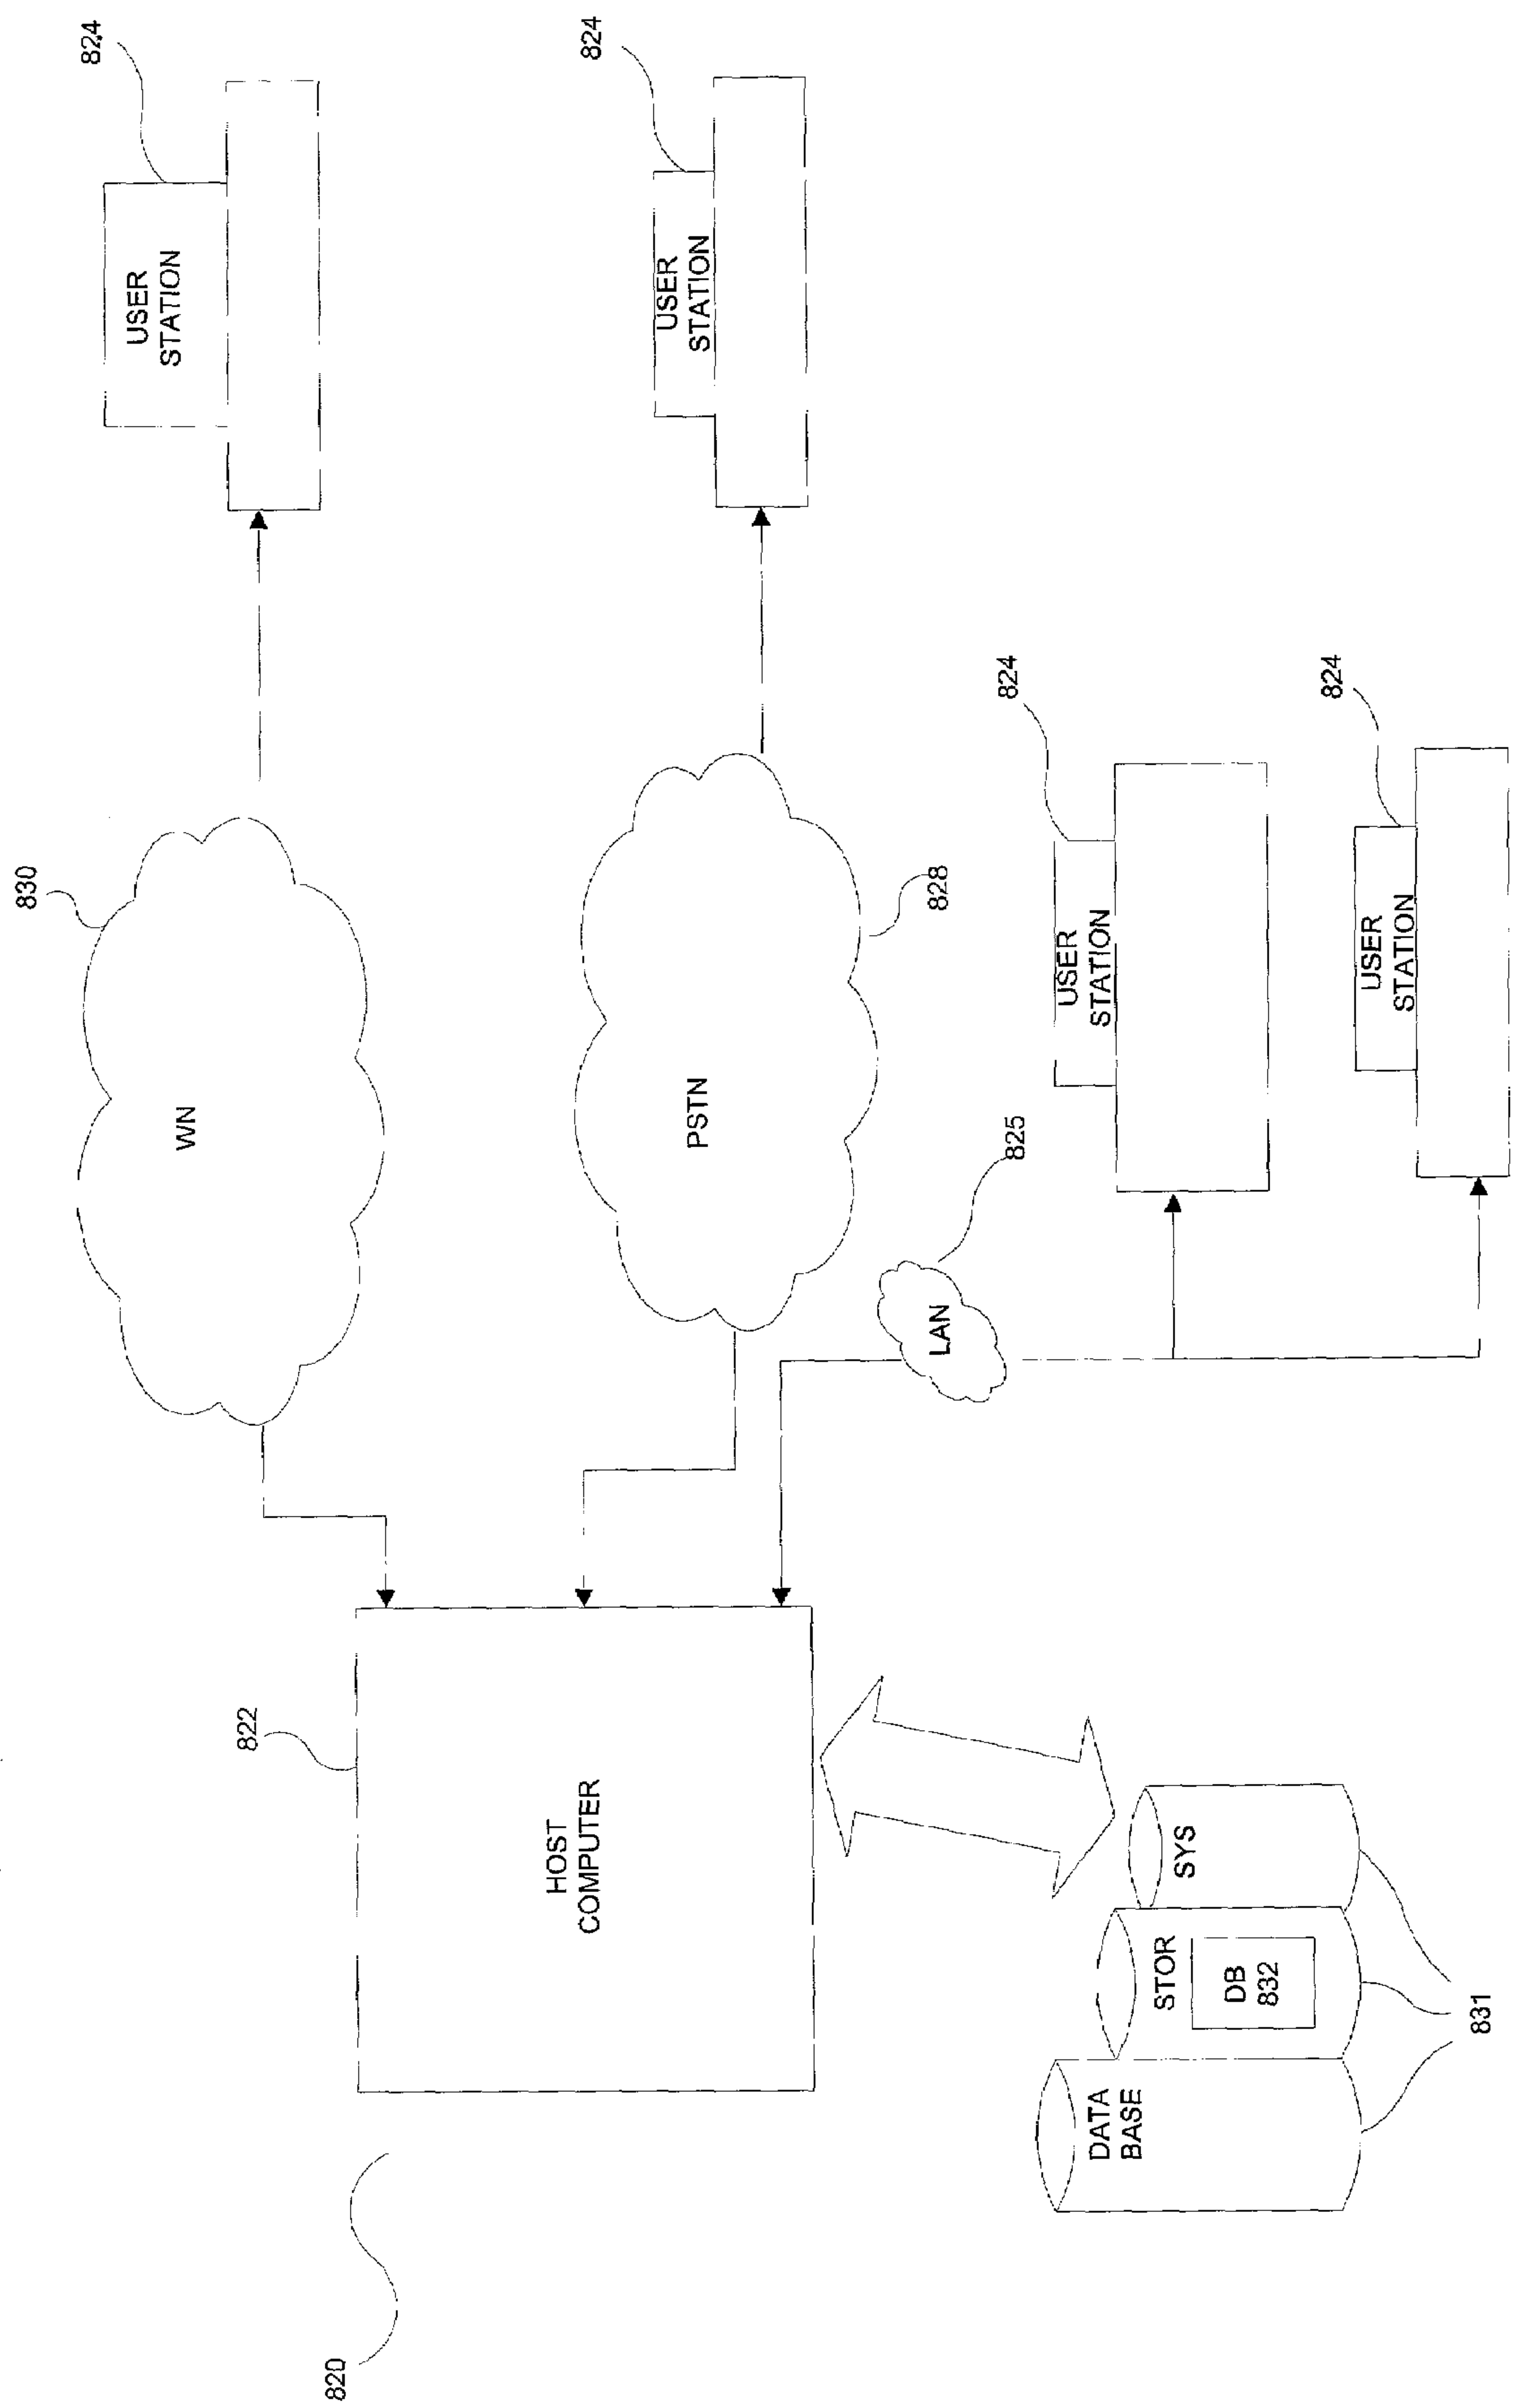 820
822
HOST
COMPUTER
830
WN
824
USER
STATION
PSTN
828
824
USER
STATION
LAN
825
824
USER
STATION
824
USER
STATION
DATA
BASE
STOR
DB
832
SYS
831